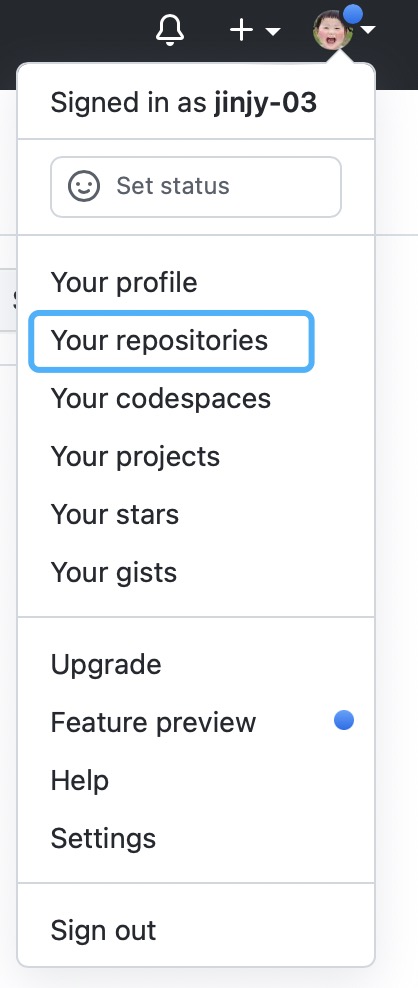 Signed in as jinjy-03
Set status
Your profile
Your repositories
Your codespaces
Your projects
Your stars
Your gists
Upgrade
Feature preview
Help
Settings
Sign out